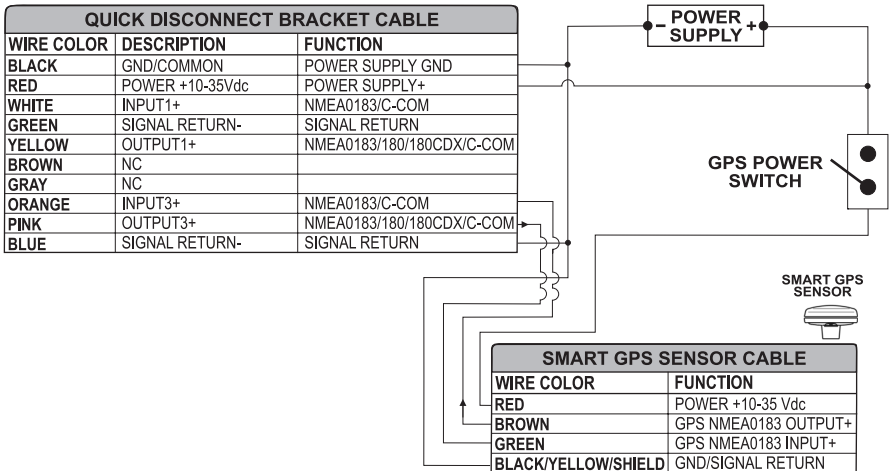 QUICK DISCONNECT BRACKET CABLE
WIRE COLOR DESCRIPTION FUNCTION
BLACK GND/COMMON POWER SUPPLY GND
RED POWER +10-35Vdc POWER SUPPLY+
WHITE INPUT1+ NMEA0183/C-COM
GREEN SIGNAL RETURN- SIGNAL RETURN
YELLOW OUTPUT1+ NMEA0183/180/180CDX/C-COM
BROWN NC
GRAY NC
ORANGE INPUT3+ NMEA0183/C-COM
PINK OUTPUT3+ NMEA0183/180/180CDX/C-COM
BLUE SIGNAL RETURN- SIGNAL RETURN
- POWER +
SUPPLY
GPS POWER
SWITCH
SMART GPS
SENSOR
SMART GPS SENSOR CABLE
WIRE COLOR FUNCTION
RED POWER +10-35 Vdc
BROWN GPS NMEA0183 OUTPUT+
GREEN GPS NMEA0183 INPUT+
BLACK/YELLOW/SHIELD GND/SIGNAL RETURN